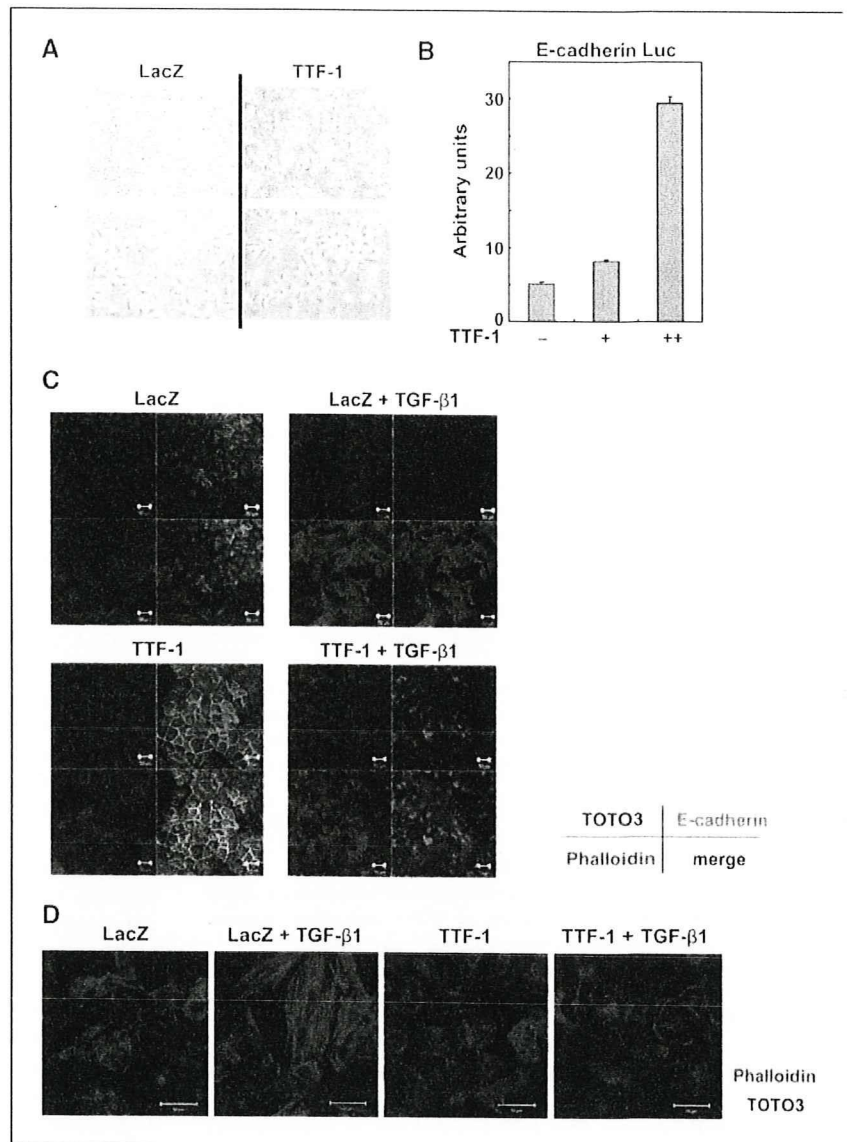 A
LacZ TTF-1
B
E-cadherin Luc
Arbitrary units
30
20
10
0
TTF-1 – + ++
C
LacZ LacZ + TGF-β1
TTF-1 TTF-1 + TGF-β1
TOTO3 E-cadherin
Phalloidin merge
D
LacZ LacZ + TGF-β1 TTF-1 TTF-1 + TGF-β1
Phalloidin
TOTO3